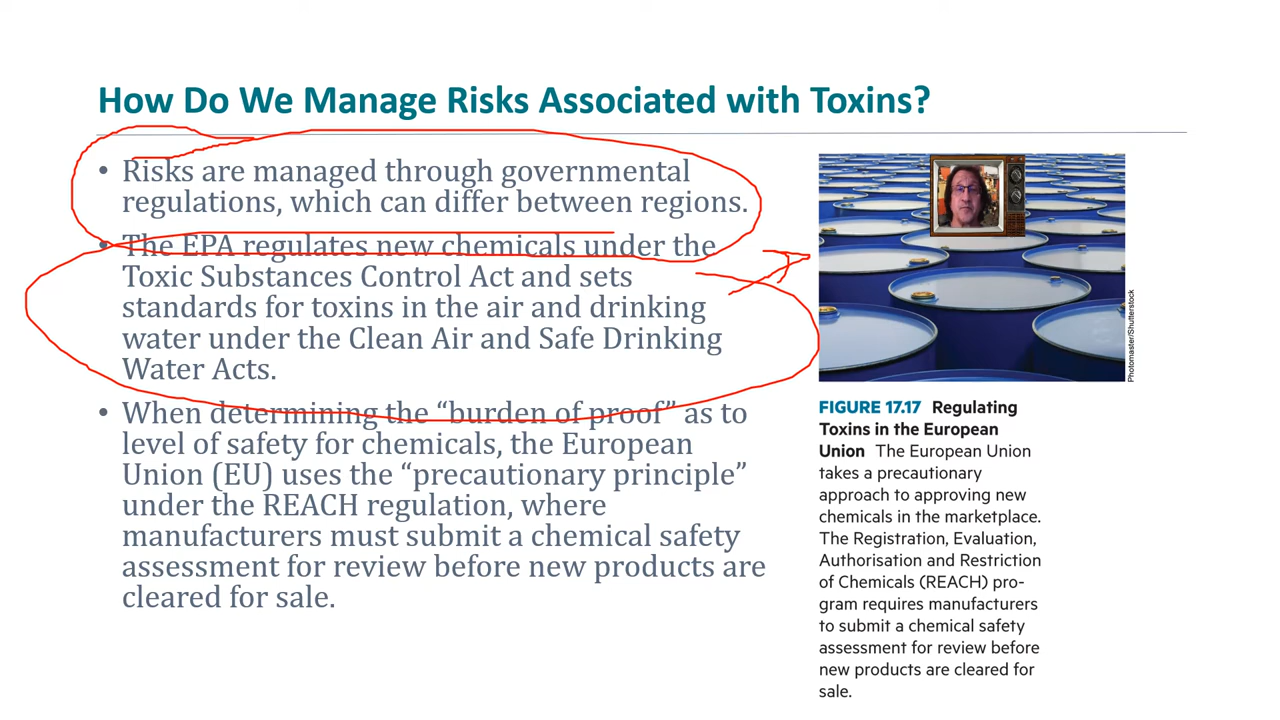 How Do We Manage Risks Associated with Toxins?
• Risks are managed through governmental
regulations, which can differ between regions.
• The EPA regulates new chemicals under the
Toxic Substances Control Act and sets
standards for toxins in the air and drinking
water under the Clean Air and Safe Drinking
Water Acts.
• When determining the “burden of proof” as to
level of safety for chemicals, the European
Union (EU) uses the “precautionary principle”
under the REACH regulation, where
manufacturers must submit a chemical safety
assessment for review before new products are
cleared for sale.
Photomaster/Shutterstock
FIGURE 17.17 Regulating
Toxins in the European
Union The European Union
takes a precautionary
approach to approving new
chemicals in the marketplace.
The Registration, Evaluation,
Authorisation and Restriction
of Chemicals (REACH) pro-
gram requires manufacturers
to submit a chemical safety
assessment for review before
new products are cleared for
sale.